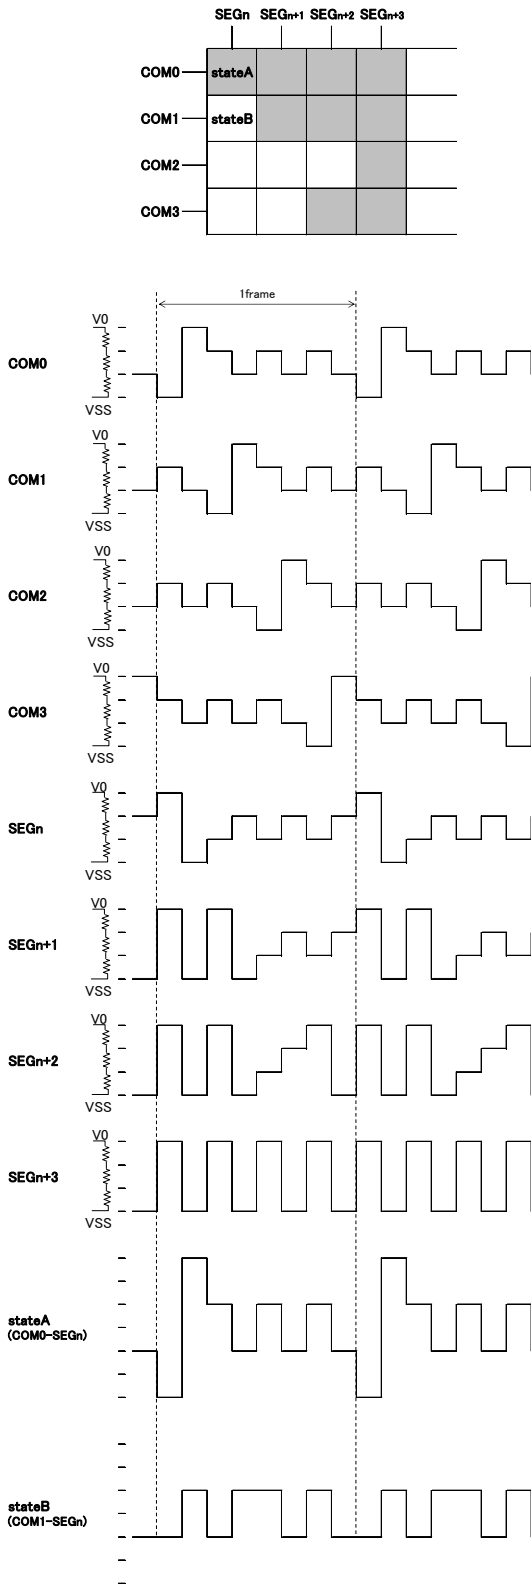 SEGn SEGn+1 SEGn+2 SEGn+3
COM0 stateA
COM1 stateB
COM2
COM3
1frame
V0
COM0
VSS
V0
COM1
VSS
V0
COM2
VSS
V0
COM3
VSS
V0
SEGn
VSS
V0
SEGn+1
VSS
V0
SEGn+2
VSS
V0
SEGn+3
VSS
stateA
(COM0-SEGn)
stateB
(COM1-SEGn)